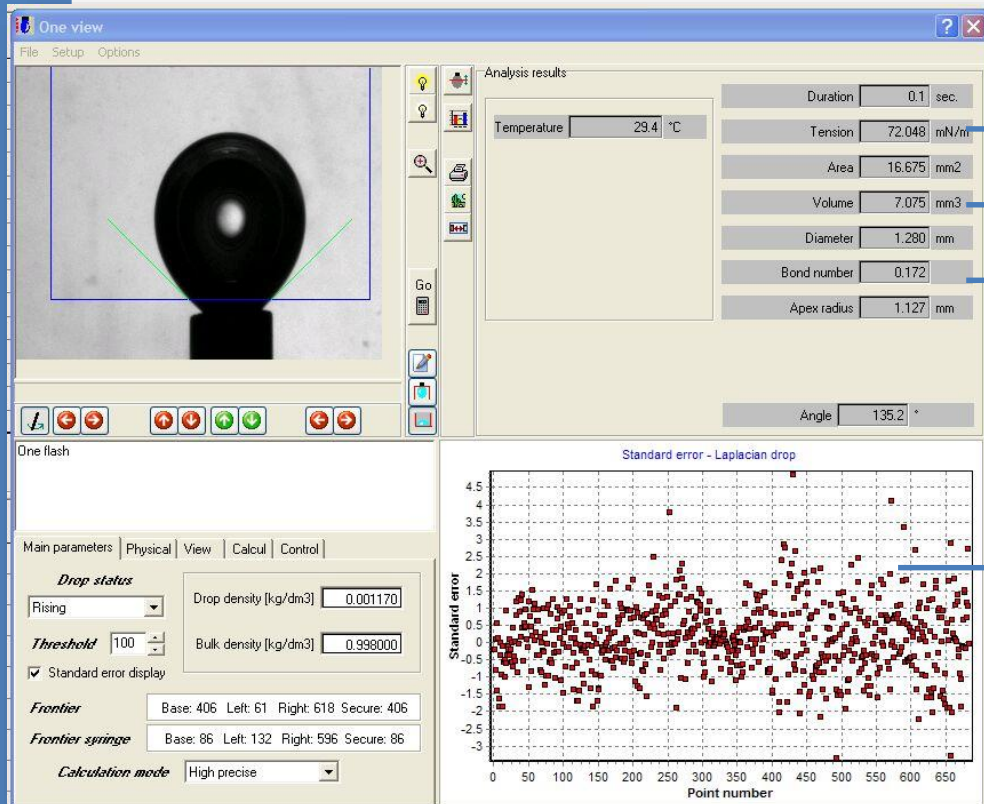 One view
File Setup Options
Analysis results
Duration 0.1 sec.
Temperature 29.4 °C
Tension 72.048 mN/m
Area 16.675 mm2
Volume 7.075 mm3
Diameter 1.280 mm
Bond number 0.172
Apex radius 1.127 mm
Angle 135.2 °
Go
One flash
Main parameters Physical View Calcul Control
Drop status
Rising
Threshold 100
Standard error display
Drop density [kg/dm3] 0.001170
Bulk density [kg/dm3] 0.998000
Frontier Base: 406 Left: 61 Right: 618 Secure: 406
Frontier syringe Base: 86 Left: 132 Right: 596 Secure: 86
Calculation mode High precise
Standard error - Laplacian drop
Standard error
4.5
4
3.5
3
2.5
2
1.5
1
0.5
0
-0.5
-1
-1.5
-2
-2.5
-3
0 50 100 150 200 250 300 350 400 450 500 550 600 650
Point number